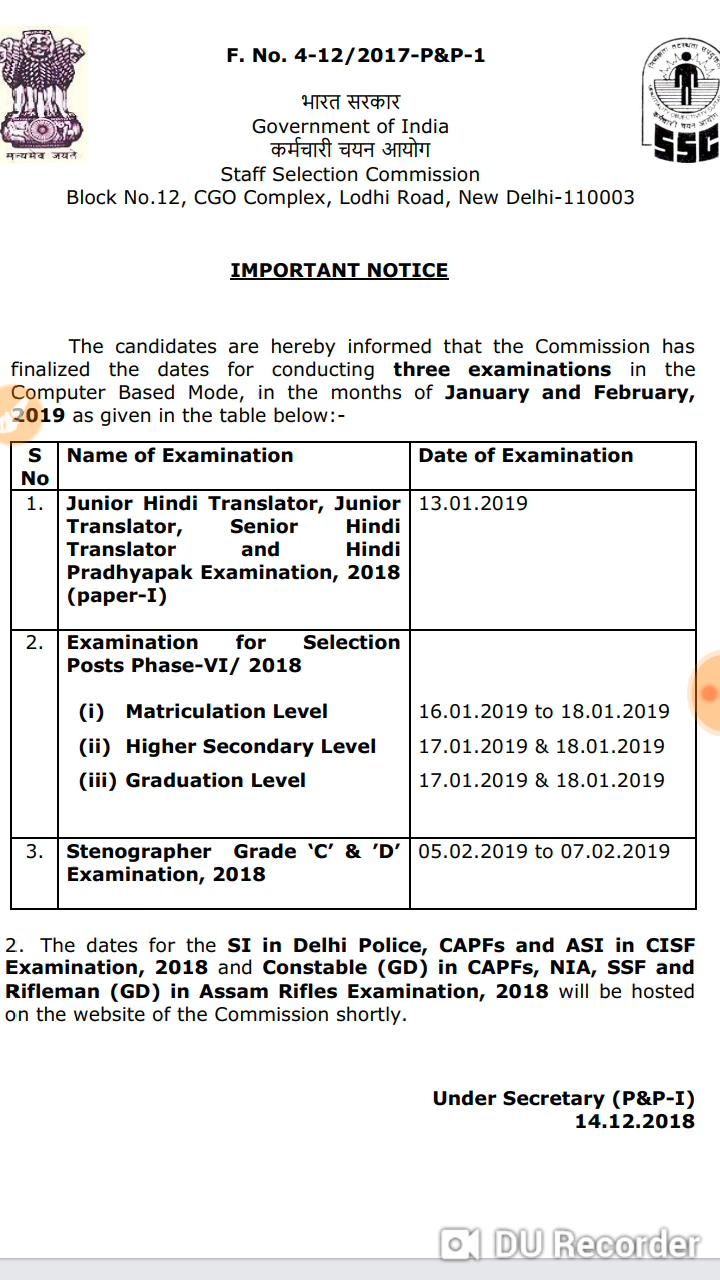 F. No. 4-12/2017-P&P-1
भारत सरकार
Government of India
कर्मचारी चयन आयोग
Staff Selection Commission
Block No.12, CGO Complex, Lodhi Road, New Delhi-110003
सत्यमेव जयते
कर्मचारी चयन आयोग
SSC
IMPORTANT NOTICE
The candidates are hereby informed that the Commission has
finalized the dates for conducting three examinations in the
Computer Based Mode, in the months of January and February,
2019 as given in the table below:-
S No Name of Examination Date of Examination
1. Junior Hindi Translator, Junior 13.01.2019
Translator, Senior Hindi
Translator and Hindi
Pradhyapak Examination, 2018
(paper-I)
2. Examination for Selection
Posts Phase-VI/ 2018
(i) Matriculation Level 16.01.2019 to 18.01.2019
(ii) Higher Secondary Level 17.01.2019 & 18.01.2019
(iii) Graduation Level 17.01.2019 & 18.01.2019
3. Stenographer Grade ‘C’ & ’D’ 05.02.2019 to 07.02.2019
Examination, 2018
2. The dates for the SI in Delhi Police, CAPFs and ASI in CISF
Examination, 2018 and Constable (GD) in CAPFs, NIA, SSF and
Rifleman (GD) in Assam Rifles Examination, 2018 will be hosted
on the website of the Commission shortly.
Under Secretary (P&P-I)
14.12.2018
DU Recorder